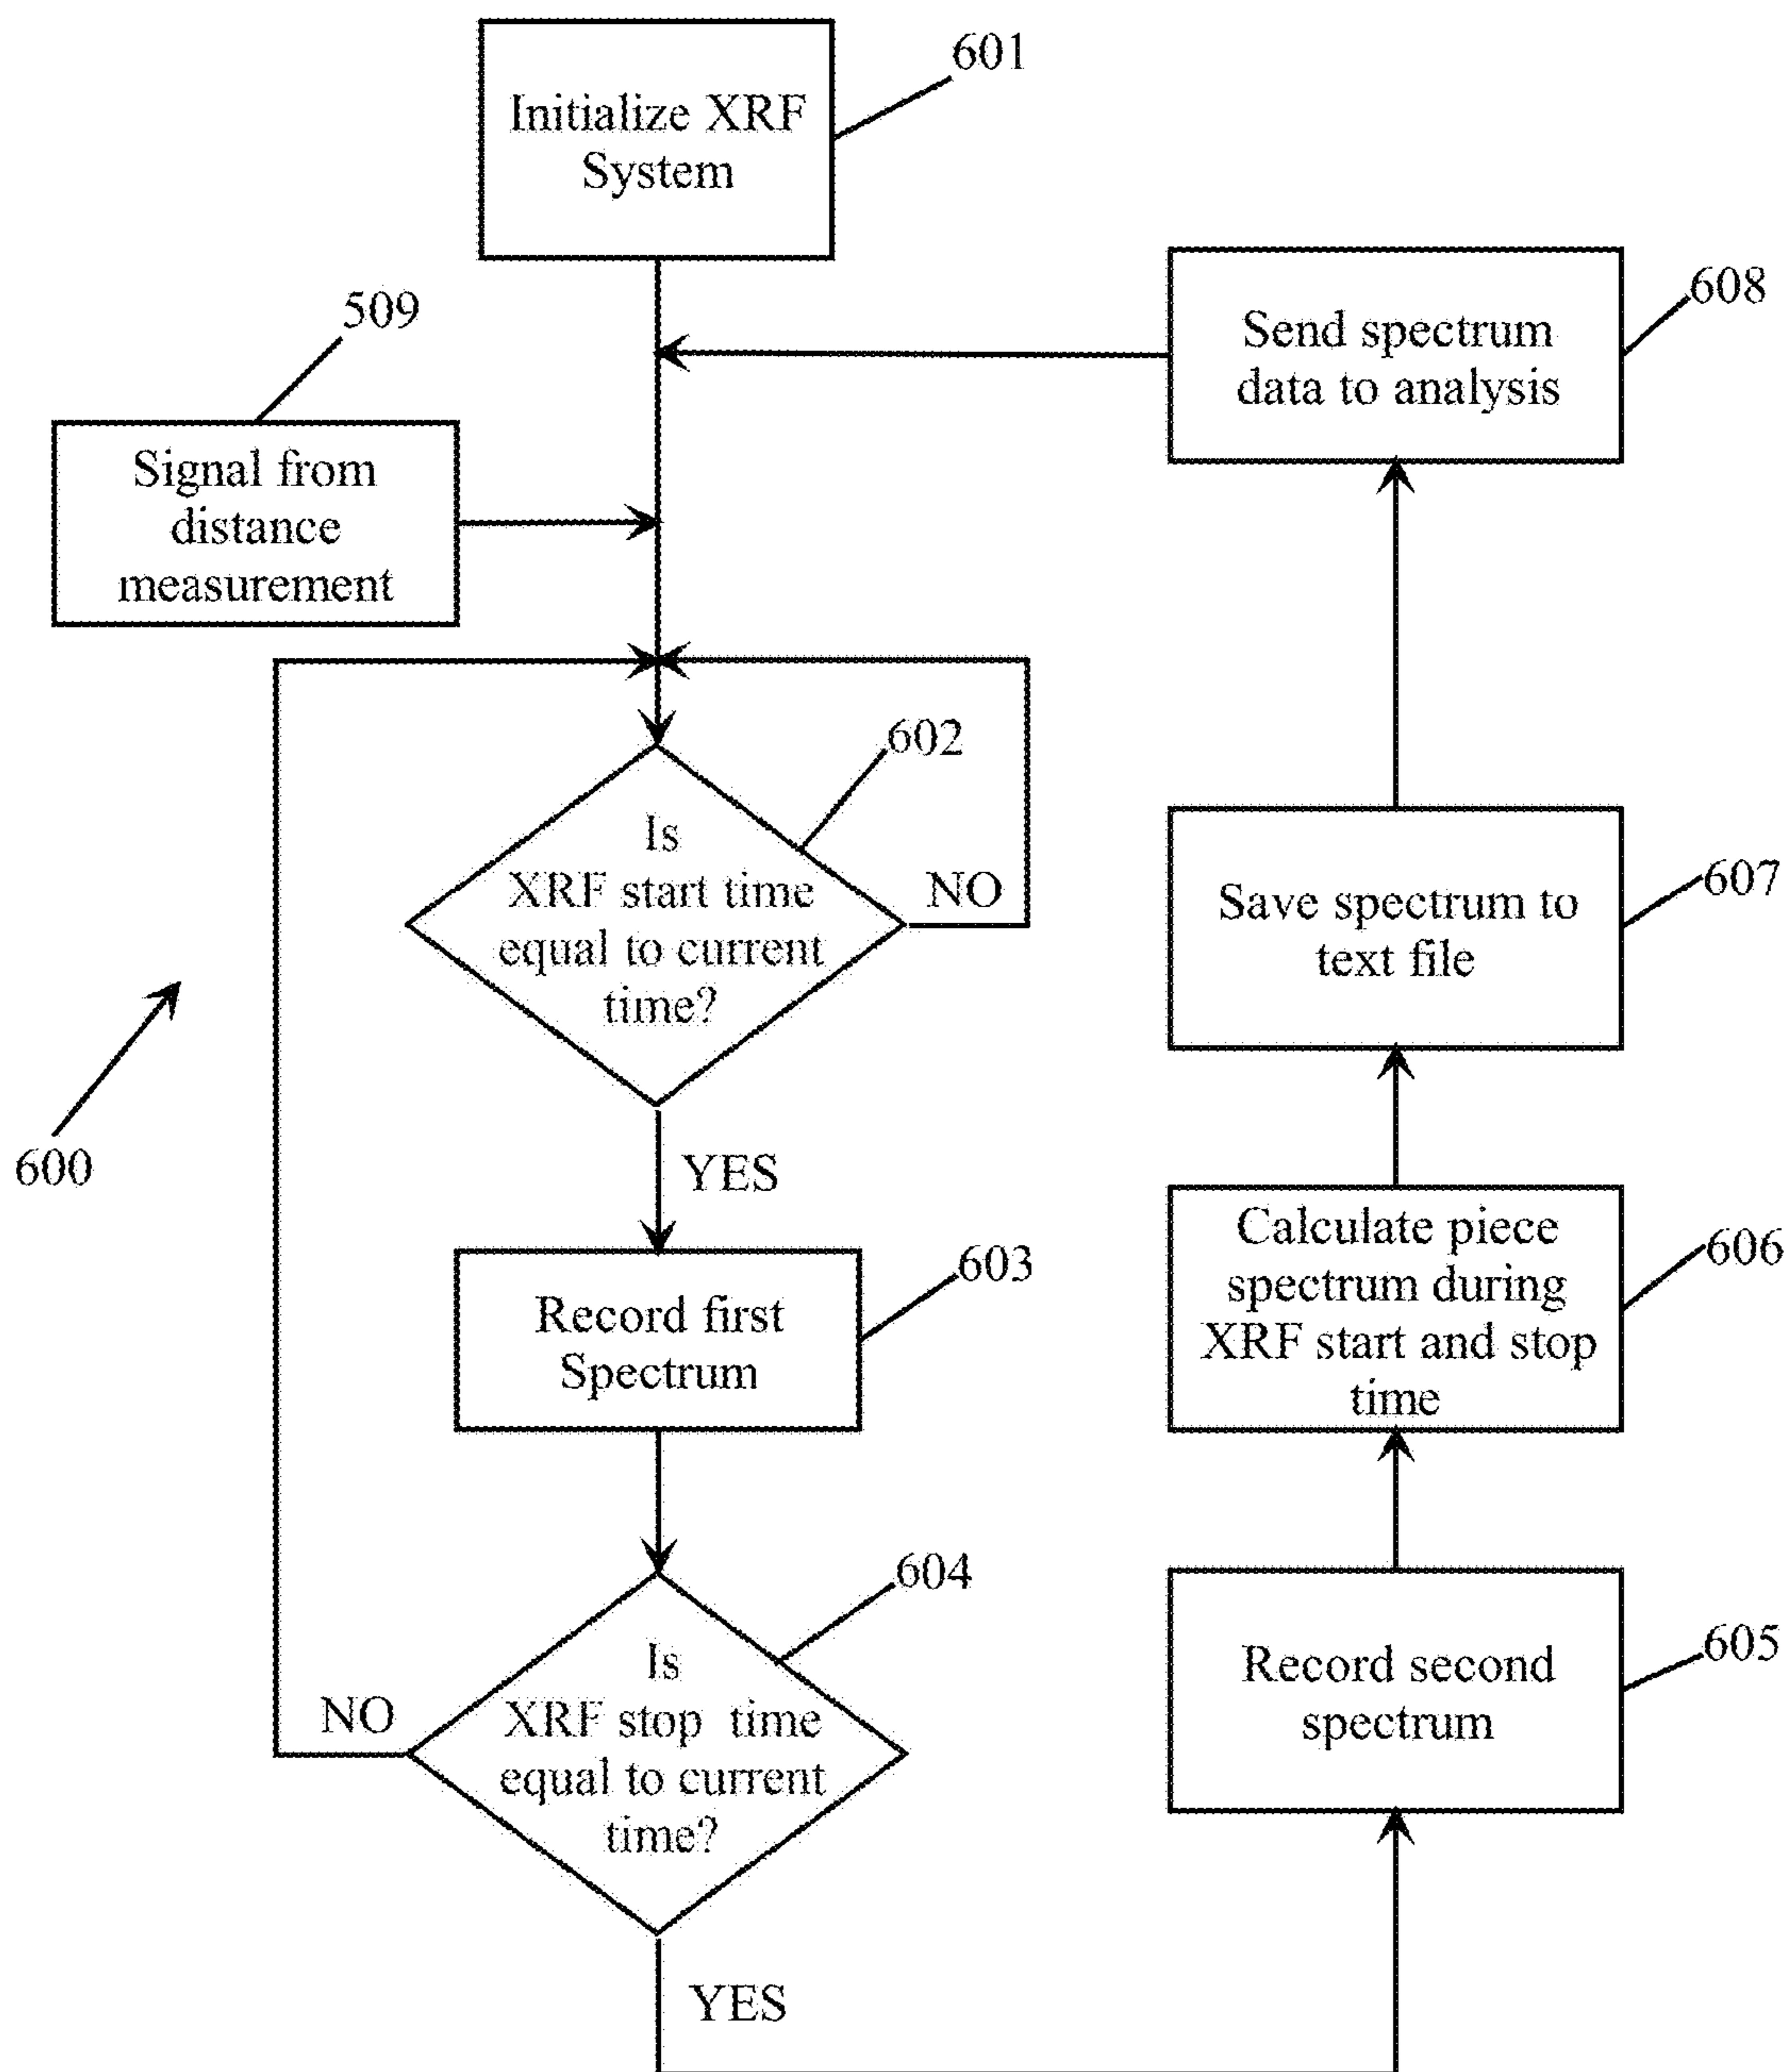 601
Initialize XRF
System
509
Signal from
distance
measurement
602
Is
XRF start time
equal to current
time?
NO
YES
600
603
Record first
Spectrum
604
Is
XRF stop time
equal to current
time?
NO
YES
608
Send spectrum
data to analysis
607
Save spectrum to
text file
606
Calculate piece
spectrum during
XRF start and stop
time
605
Record second
spectrum